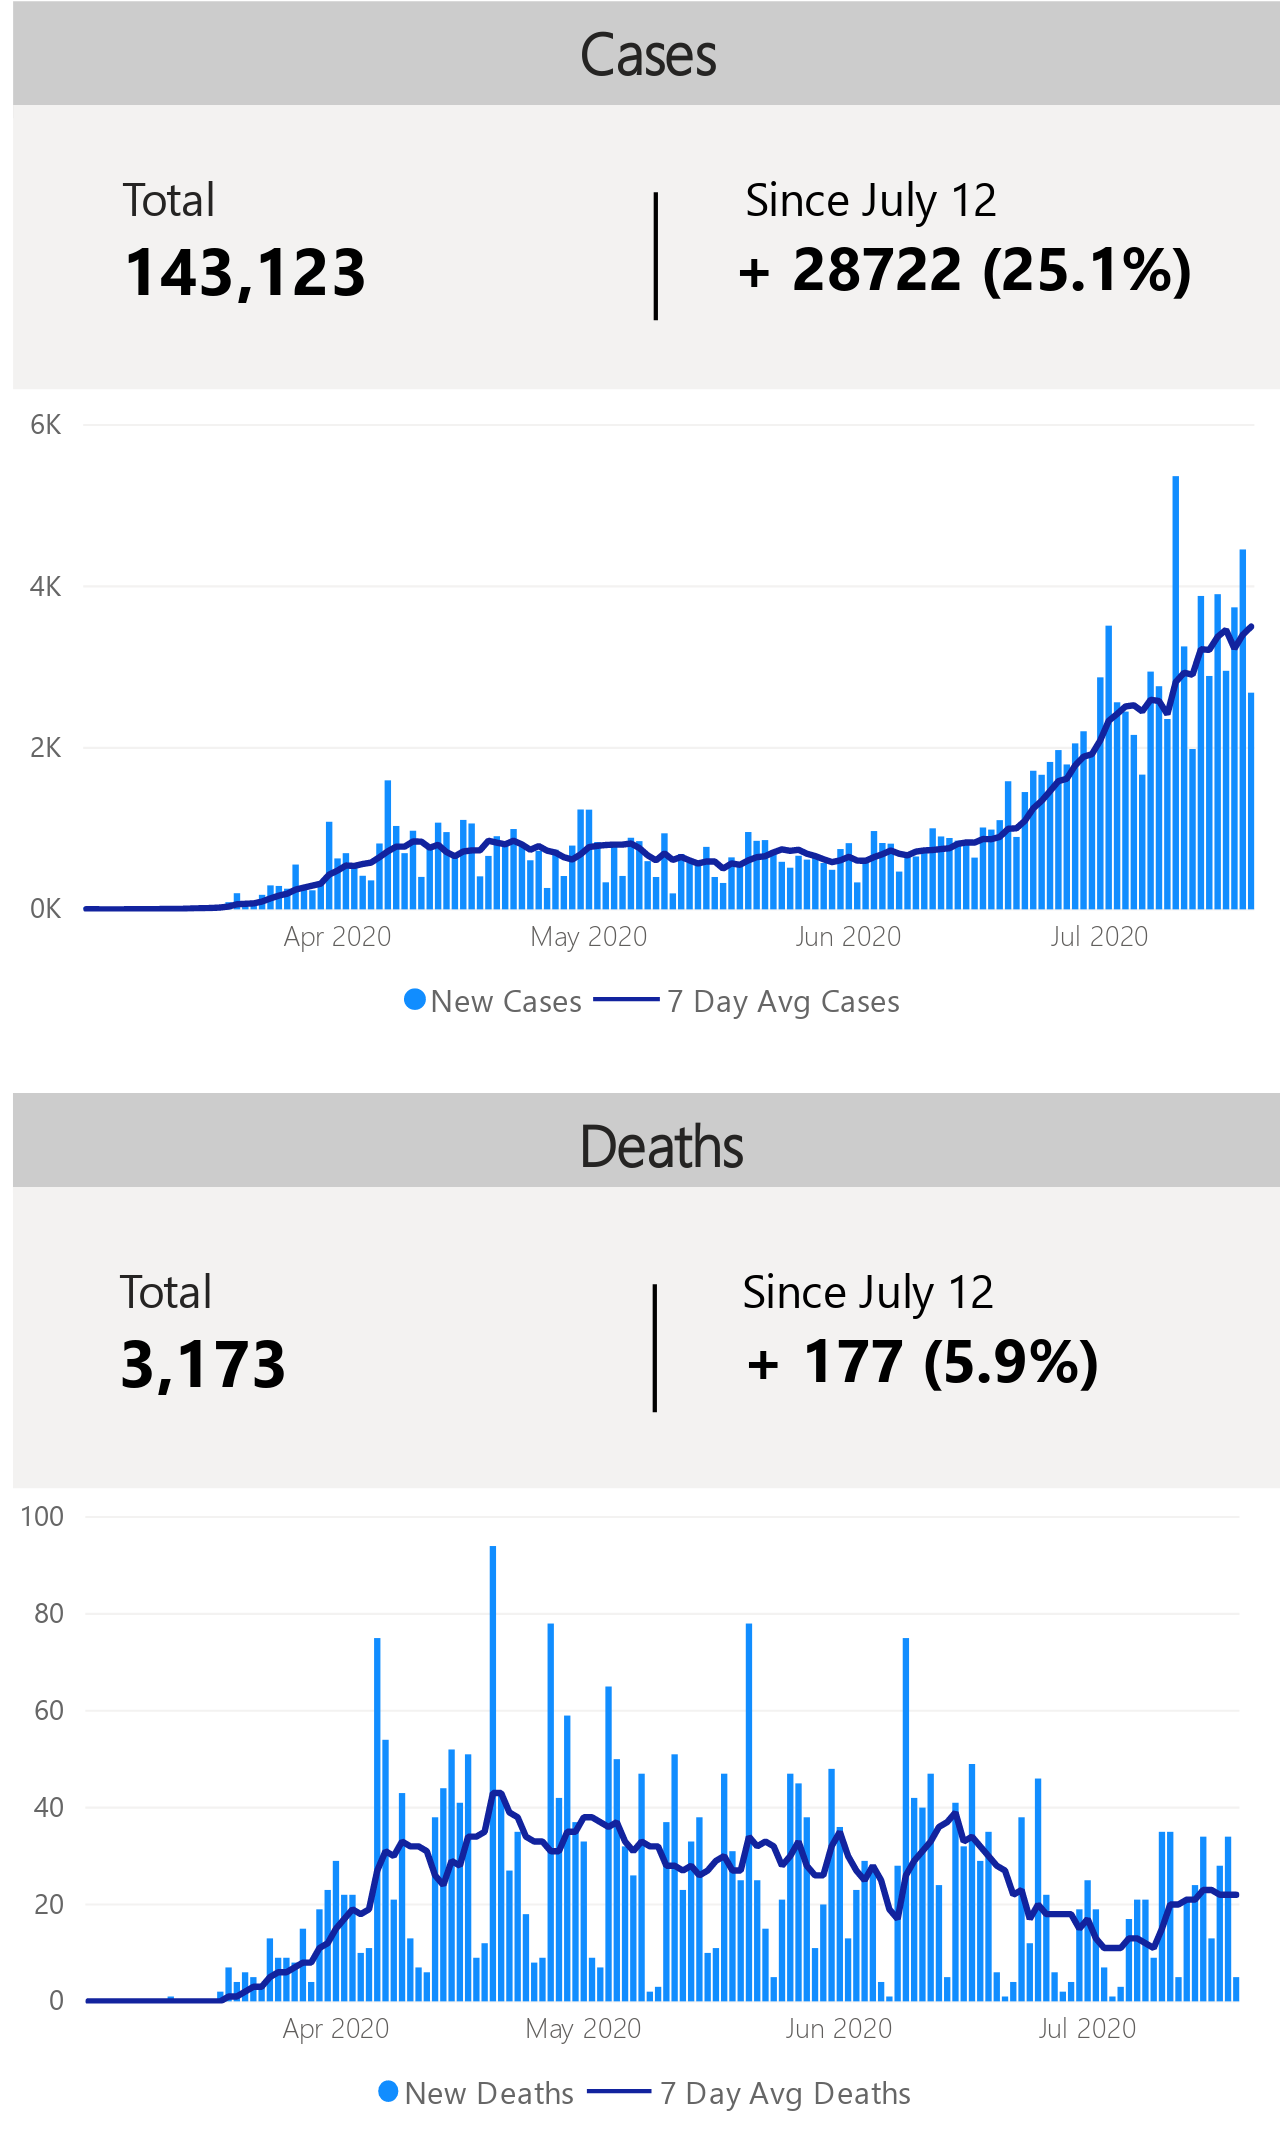 Cases
Total
Since July 12
143,123
+ 28722 (25.1%)
6K
4K
2K
0K
Apr 2020
May 2020
Jun 2020
Jul 2020
New Cases
7 Day Avg Cases
Deaths
Total
Since July 12
3,173
+ 177 (5.9%)
100
80
60
40
20
0
Apr 2020
May 2020
Jun 2020
Jul 2020
New Deaths
7 Day Avg Deaths